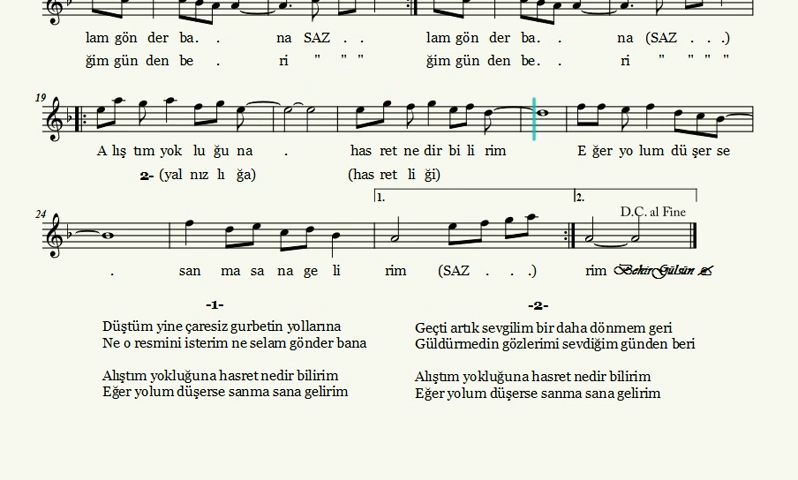 lam gön der ba. . na SAZ . . lam gön der ba. . na (SAZ . . .)
ğim gün den be . ri " " " ğim gün den be. . ri " " " "
19
A lış tım yok lu ğu na . has ret ne dir bi li rim E ğer yo lum dü şer se
2- (yal nız lı ğa) (has ret li ği)
24
1. 2.
D.C. al Fine
. san ma sa na ge li rim (SAZ . . .) rim Bekir Gülsün
-1-
Düştüm yine çaresiz gurbetin yollarına
Ne o resmini isterim ne selam gönder bana
Alıştım yokluğuna hasret nedir bilirim
Eğer yolum düşerse sanma sana gelirim
-2-
Geçti artık sevgilim bir daha dönmem geri
Güldürmedin gözlerimi sevdiğim günden beri
Alıştım yokluğuna hasret nedir bilirim
Eğer yolum düşerse sanma sana gelirim